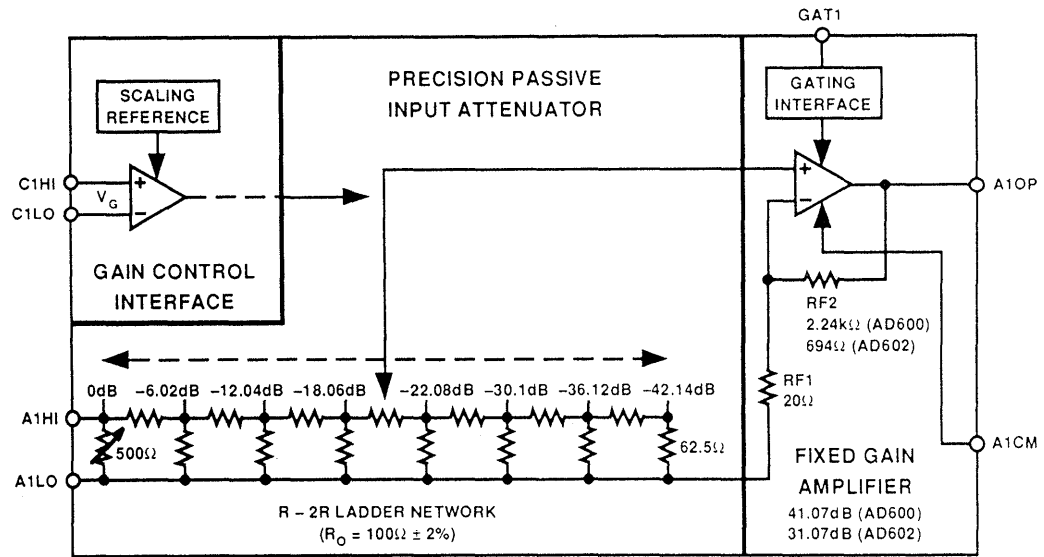 GAT1
PRECISION PASSIVE
INPUT ATTENUATOR
SCALING
REFERENCE
GATING
INTERFACE
C1HI
+
VG
C1LO
−
+
−
A1OP
GAIN CONTROL
INTERFACE
RF2
2.24kΩ (AD600)
694Ω (AD602)
0dB −6.02dB −12.04dB −18.06dB −22.08dB −30.1dB −36.12dB −42.14dB
RF1
20Ω
A1HI
500Ω
62.5Ω
A1LO
A1CM
FIXED GAIN
AMPLIFIER
41.07dB (AD600)
31.07dB (AD602)
R − 2R LADDER NETWORK
(RO = 100Ω ± 2%)